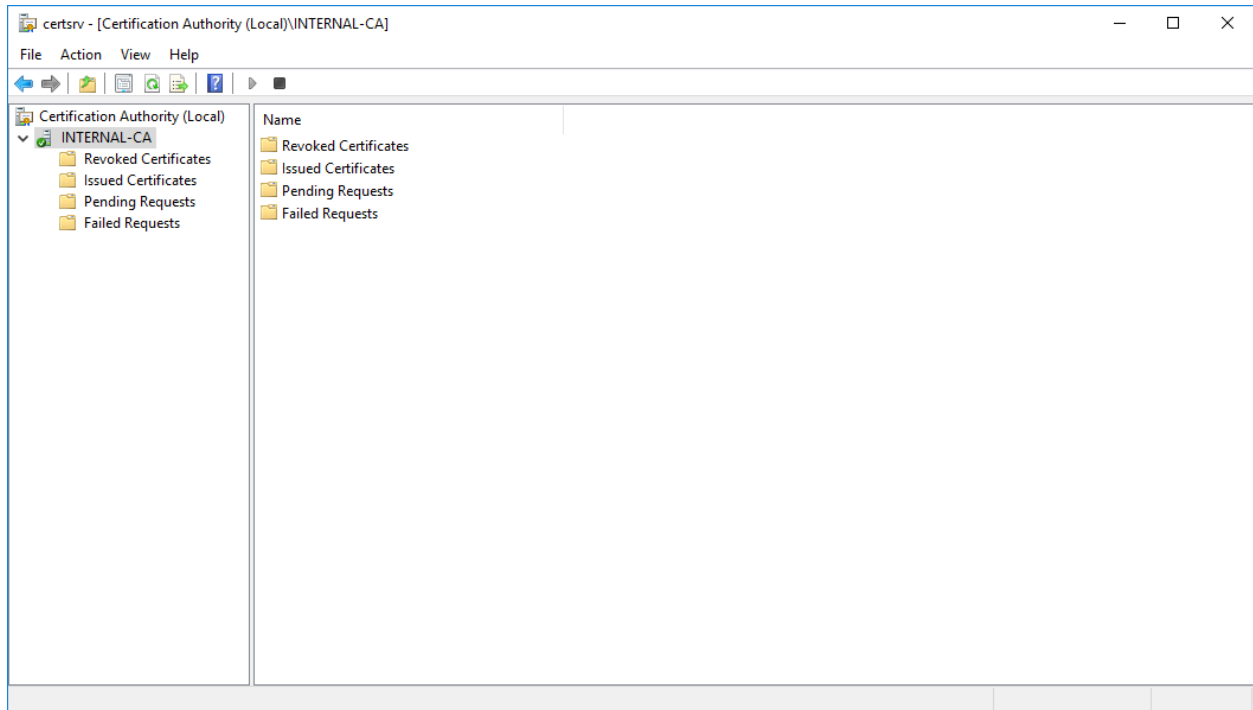 certsrv - [Certification Authority (Local)\INTERNAL-CA]
File Action View Help
Certification Authority (Local)
INTERNAL-CA
Revoked Certificates
Issued Certificates
Pending Requests
Failed Requests
Name
Revoked Certificates
Issued Certificates
Pending Requests
Failed Requests